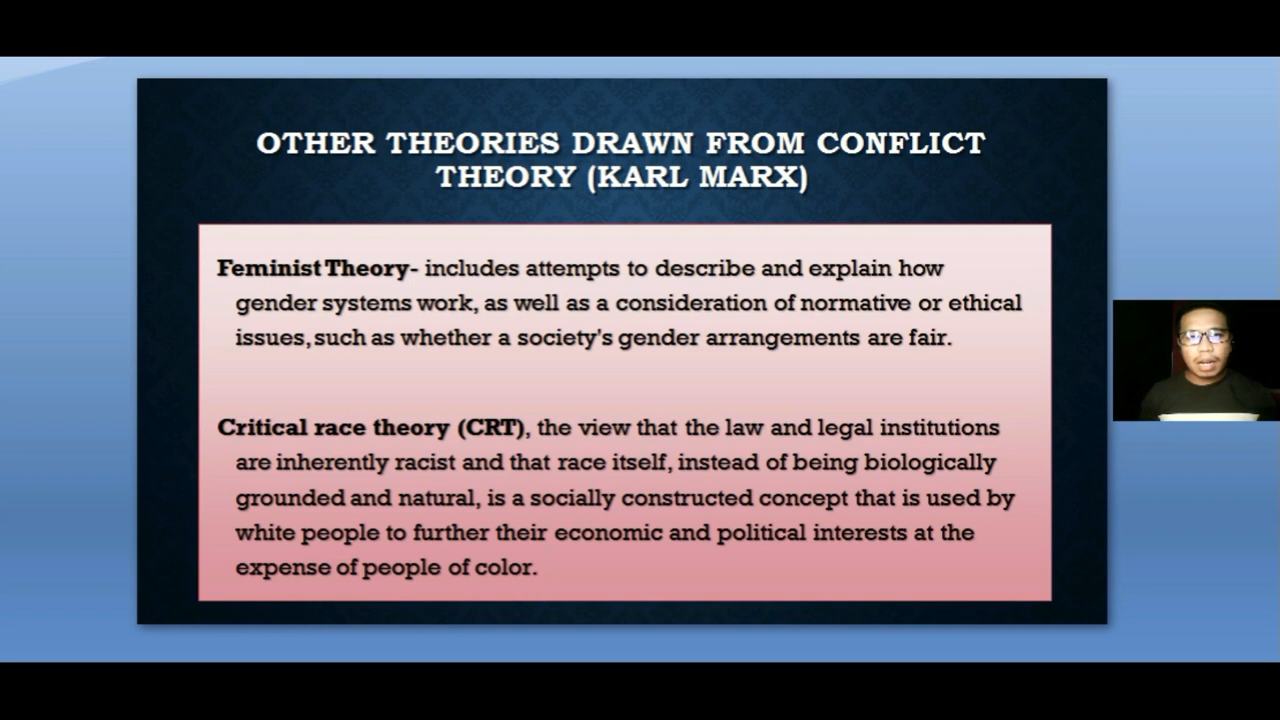 OTHER THEORIES DRAWN FROM CONFLICT
THEORY (KARL MARX)
Feminist Theory- includes attempts to describe and explain how
gender systems work, as well as a consideration of normative or ethical
issues, such as whether a society's gender arrangements are fair.
Critical race theory (CRT), the view that the law and legal institutions
are inherently racist and that race itself, instead of being biologically
grounded and natural, is a socially constructed concept that is used by
white people to further their economic and political interests at the
expense of people of color.